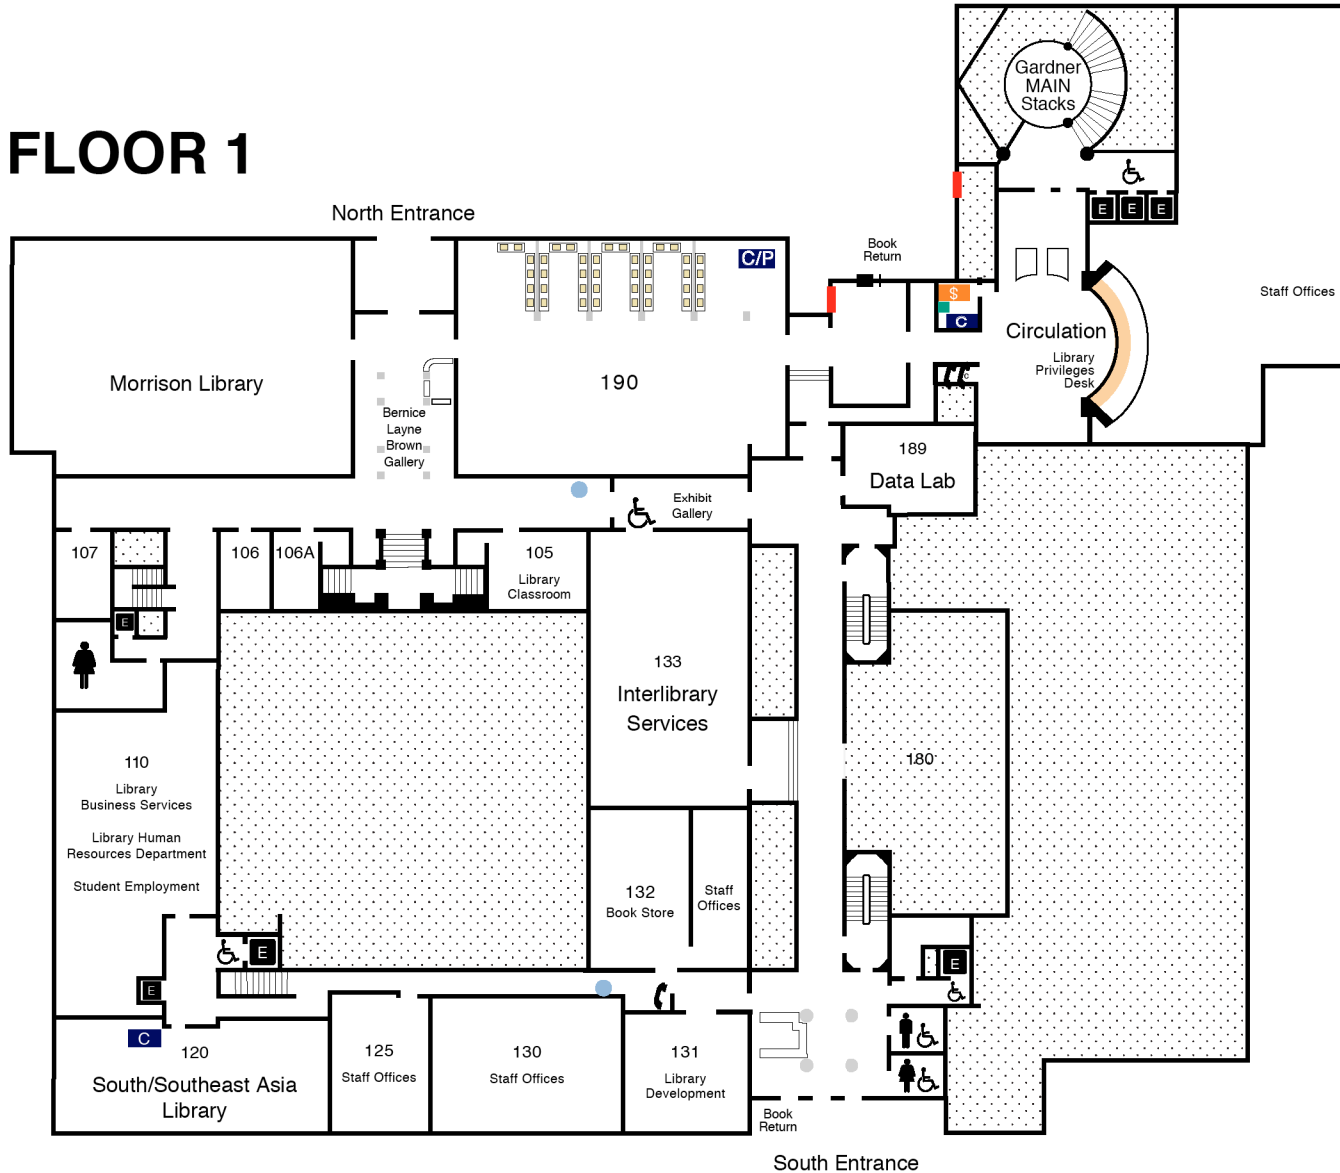 FLOOR 1
North Entrance
Gardner
MAIN
Stacks
E
E
E
Book
Return
C/P
Staff Offices
$
C
Circulation
Library
Privileges
Desk
c
Morrison Library
190
Bernice
Layne
Brown
Gallery
189
Data Lab
Exhibit
Gallery
107
106
106A
105
Library
Classroom
E
133
Interlibrary
Services
110
Library
Business Services
Library Human
Resources Department
Student Employment
180
132
Book Store
Staff
Offices
E
E
E
C
120
South/Southeast Asia
Library
125
Staff Offices
130
Staff Offices
131
Library
Development
Book
Return
South Entrance